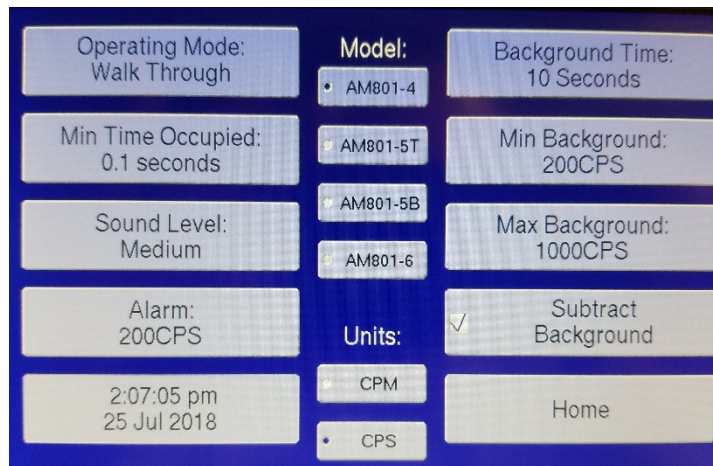 Operating Mode:
Walk Through
Min Time Occupied:
0.1 seconds
Sound Level:
Medium
Alarm:
200CPS
2:07:05 pm
25 Jul 2018
Model:
AM801-4
AM801-5T
AM801-5B
AM801-6
Units:
CPM
CPS
Background Time:
10 Seconds
Min Background:
200CPS
Max Background:
1000CPS
Subtract
Background
Home